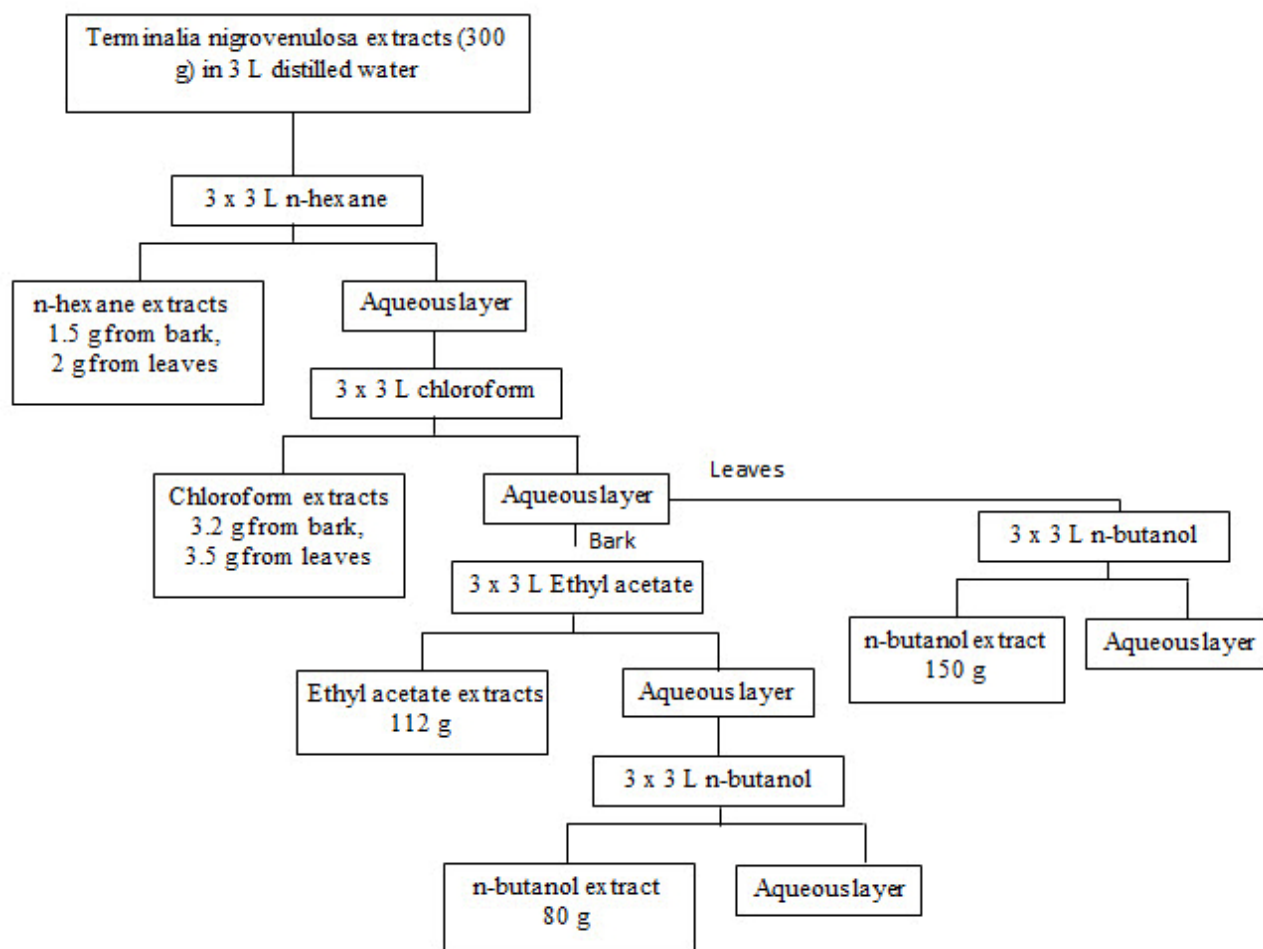 Terminalia nigrovenulosa extracts (300
g) in 3 L distilled water
3 x 3 L n-hexane
n-hexane extracts
1.5 g from bark,
2 g from leaves
Aqueous layer
3 x 3 L chloroform
Chloroform extracts
3.2 g from bark,
3.5 g from leaves
Aqueous layer
Leaves
Bark
3 x 3 L n-butanol
n-butanol extract
150 g
Aqueous layer
3 x 3 L Ethyl acetate
Ethyl acetate extracts
112 g
Aqueous layer
3 x 3 L n-butanol
n-butanol extract
80 g
Aqueous layer